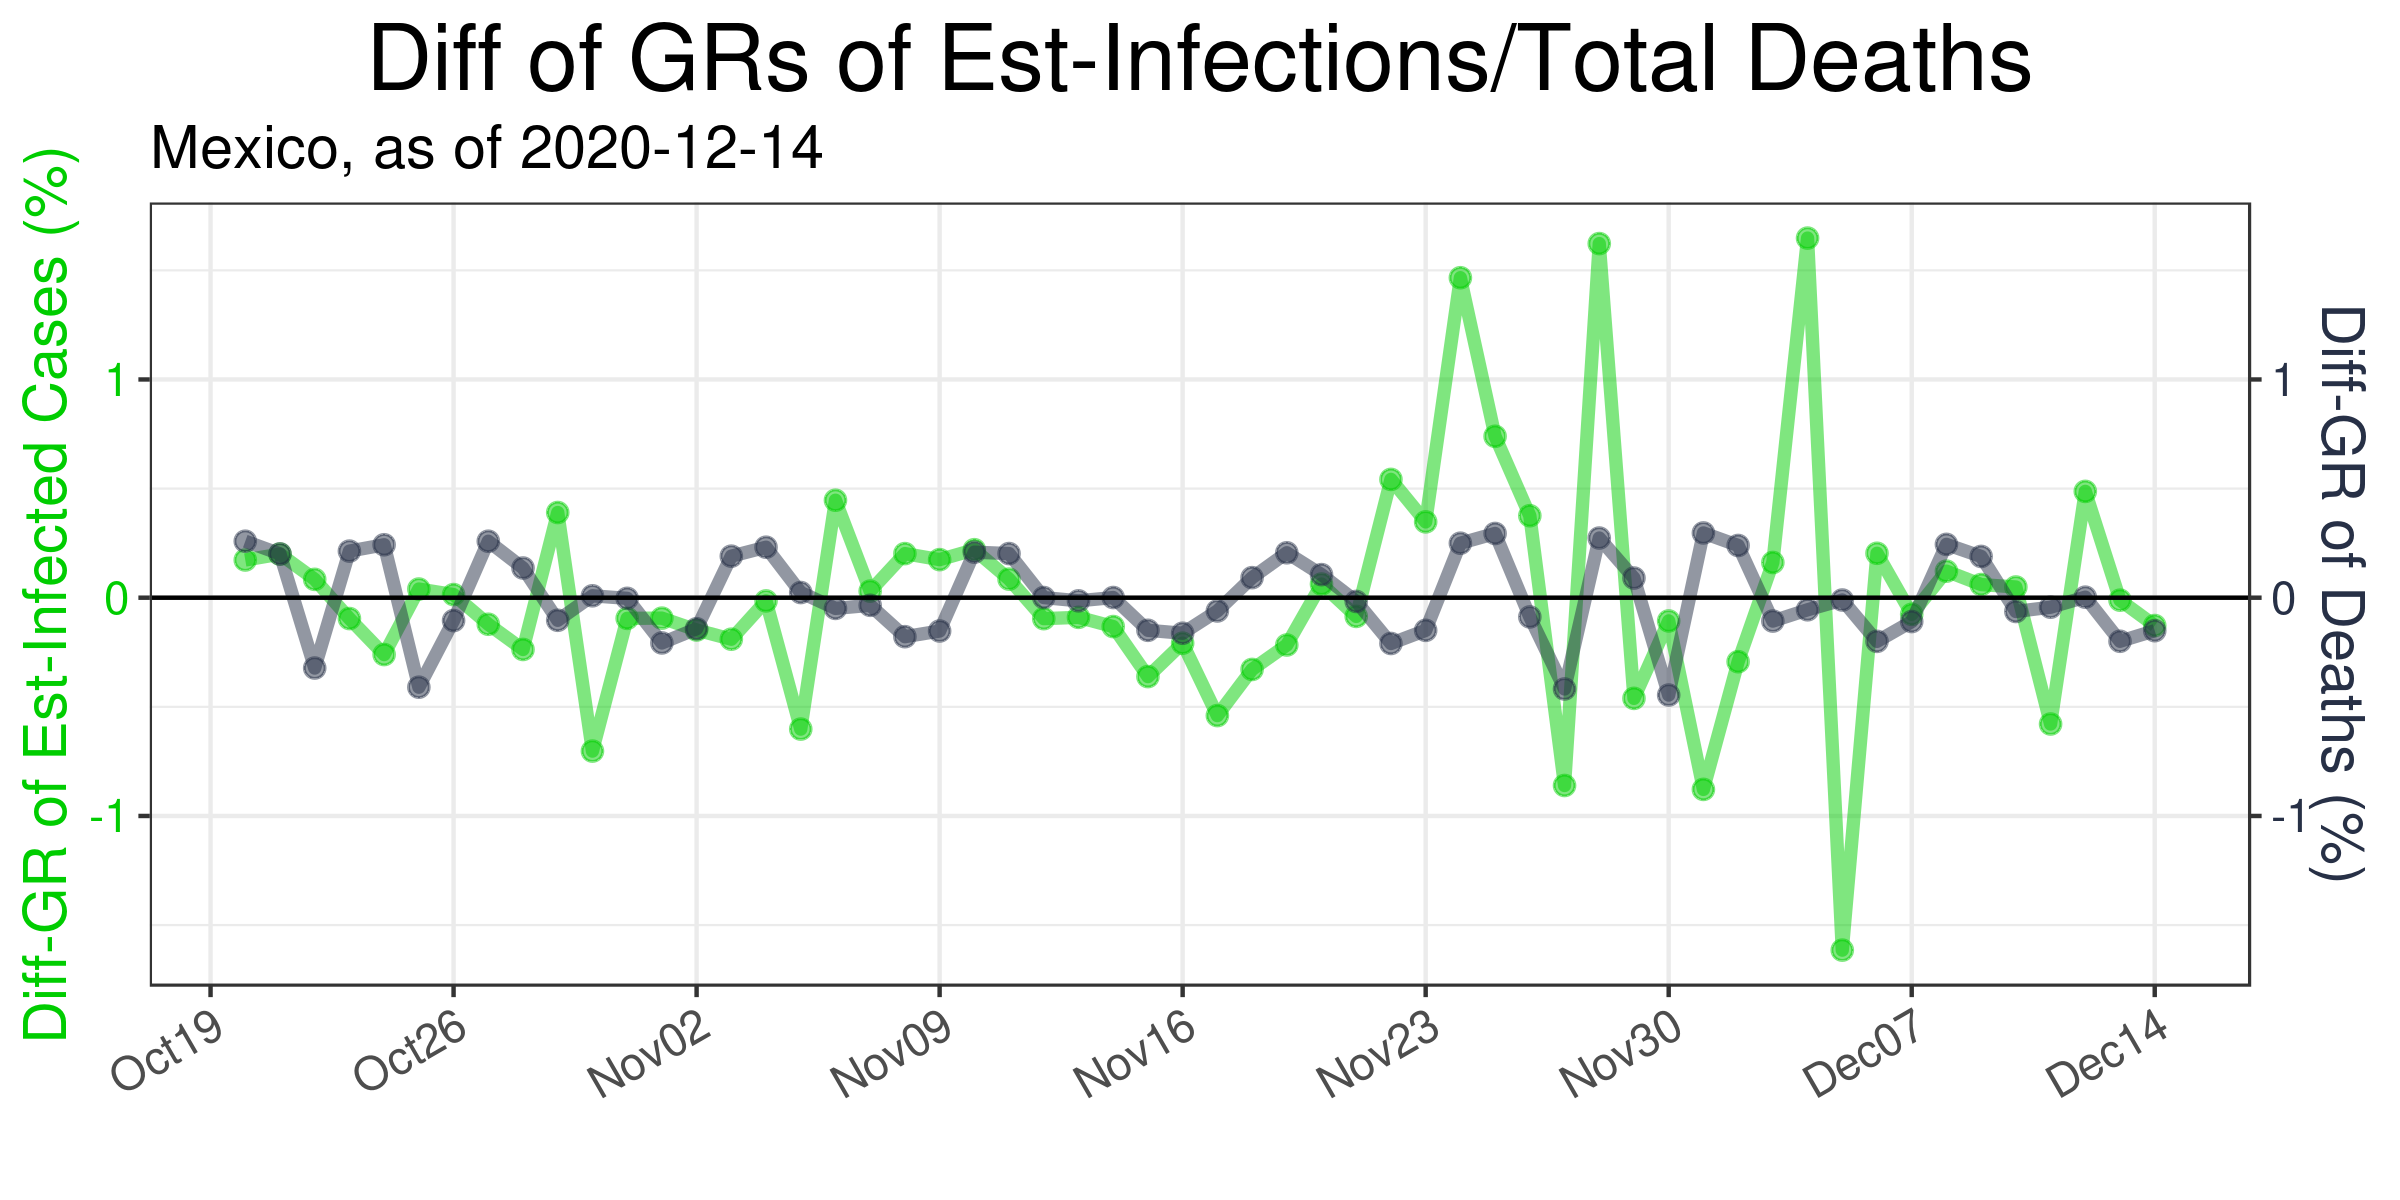 Diff of GRs of Est-Infections/Total Deaths
Mexico, as of 2020-12-14
Diff-GR of Est-Infected Cases (%)
1
0
-1
1
0
-1
Diff-GR of Deaths (%)
Oct19
Oct26
Nov02
Nov09
Nov16
Nov23
Nov30
Dec07
Dec14